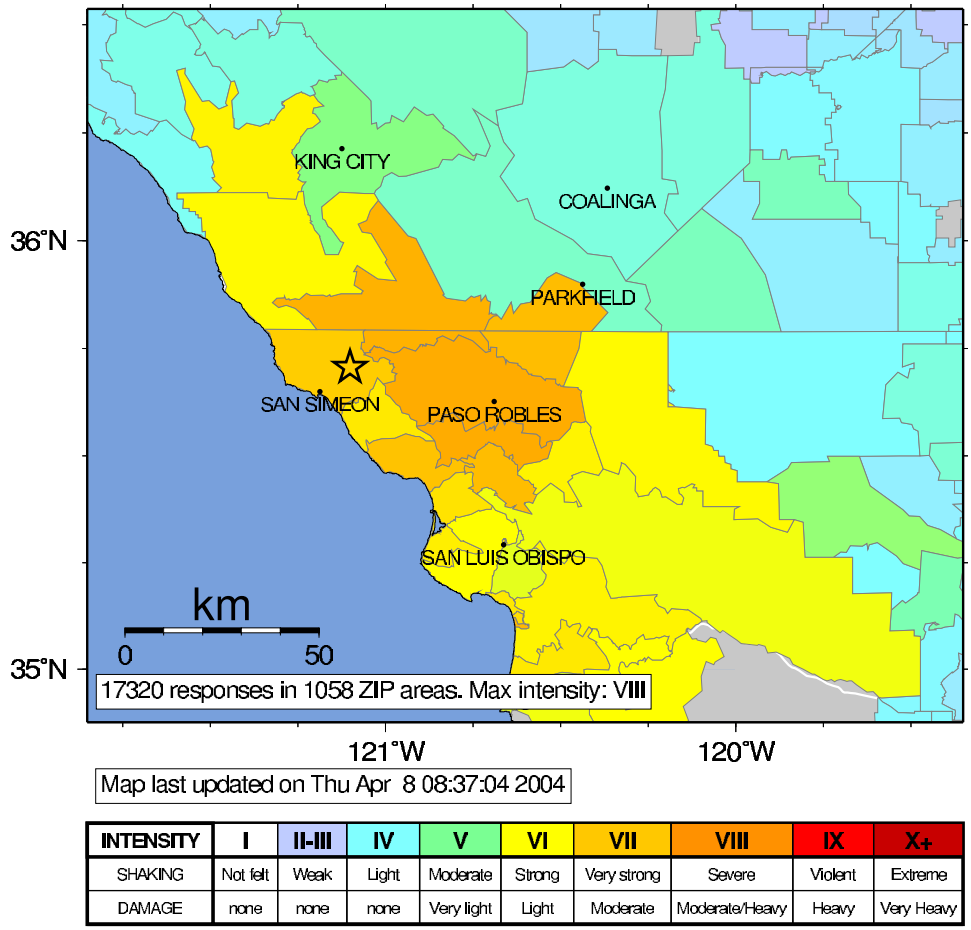 KING CITY
COALINGA
36°N
PARKFIELD
SAN SIMEON
PASO ROBLES
SAN LUIS OBISPO
km
0 50
35°N
17320 responses in 1058 ZIP areas. Max intensity: VIII
121°W 120°W
Map last updated on Thu Apr 8 08:37:04 2004
INTENSITY I II-III IV V VI VII VIII IX X+
SHAKING Not felt Weak Light Moderate Strong Very strong Severe Violent Extreme
DAMAGE none none none Very light Light Moderate Moderate/Heavy Heavy Very Heavy